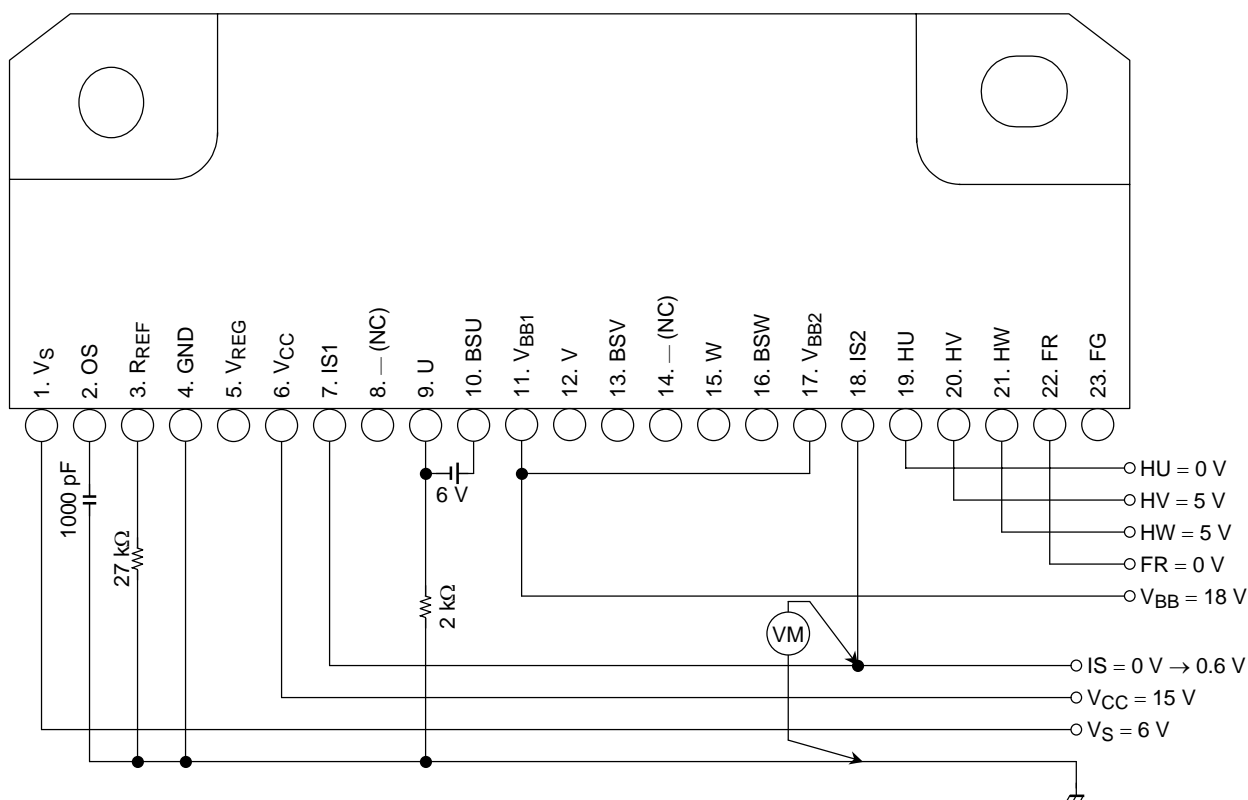 1. VS
2. OS
3. RREF
4. GND
5. VREG
6. VCC
7. IS1
8. — (NC)
9. U
10. BSU
11. VBB1
12. V
13. BSV
14. — (NC)
15. W
16. BSW
17. VBB2
18. IS2
19. HU
20. HV
21. HW
22. FR
23. FG
1000 pF
27 kΩ
6 V
2 kΩ
VM
HU = 0 V
HV = 5 V
HW = 5 V
FR = 0 V
VBB = 18 V
IS = 0 V → 0.6 V
VCC = 15 V
VS = 6 V